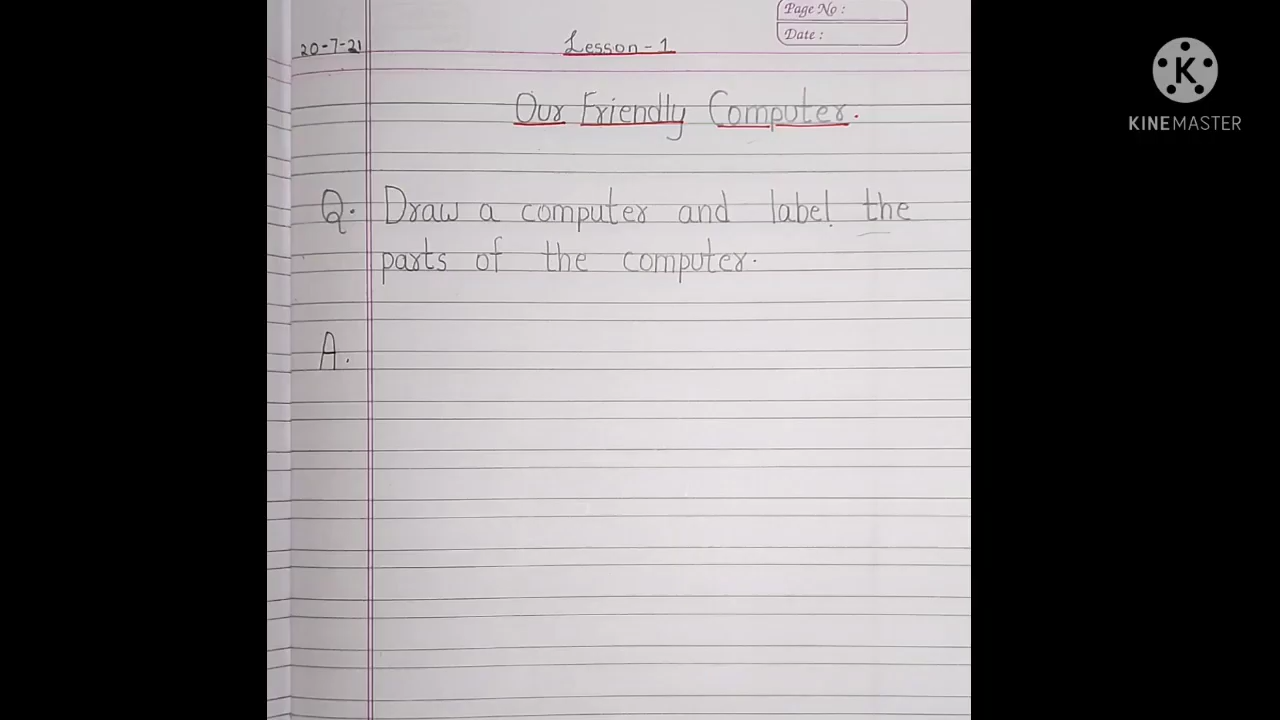 Page No :
Date :
20-7-21
Lesson - 1
Our Friendly Computer.
Q. Draw a computer and label the
parts of the computer.
A.
K
KINEMASTER